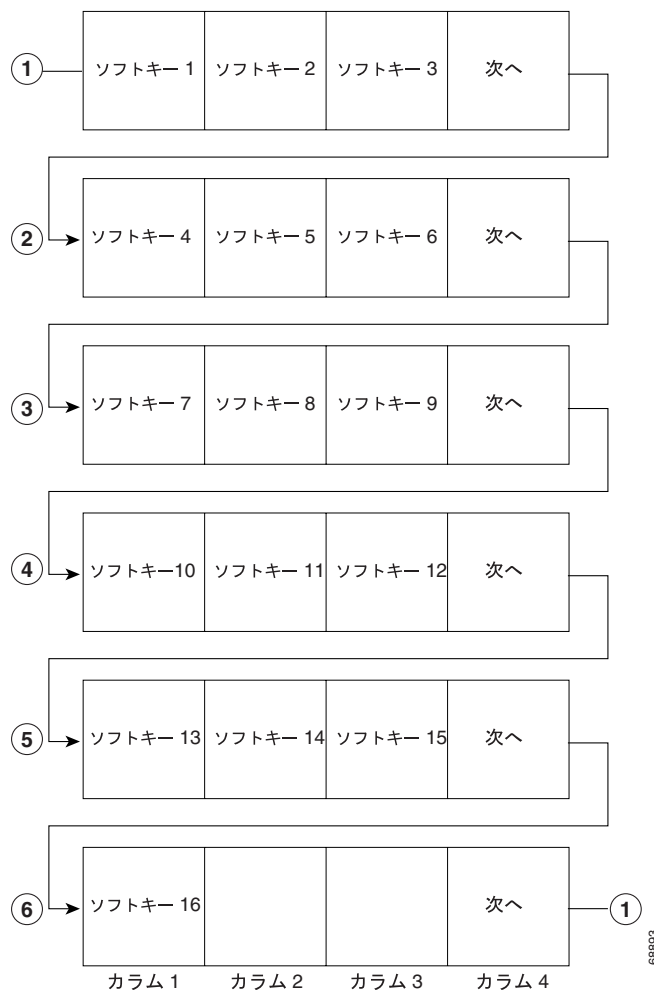 1 ソフトキー 1 ソフトキー 2 ソフトキー 3 次へ
2 ソフトキー 4 ソフトキー 5 ソフトキー 6 次へ
3 ソフトキー 7 ソフトキー 8 ソフトキー 9 次へ
4 ソフトキー10 ソフトキー 11 ソフトキー 12 次へ
5 ソフトキー 13 ソフトキー 14 ソフトキー 15 次へ
6 ソフトキー 16 次へ 1
カラム 1 カラム 2 カラム 3 カラム 4
68893